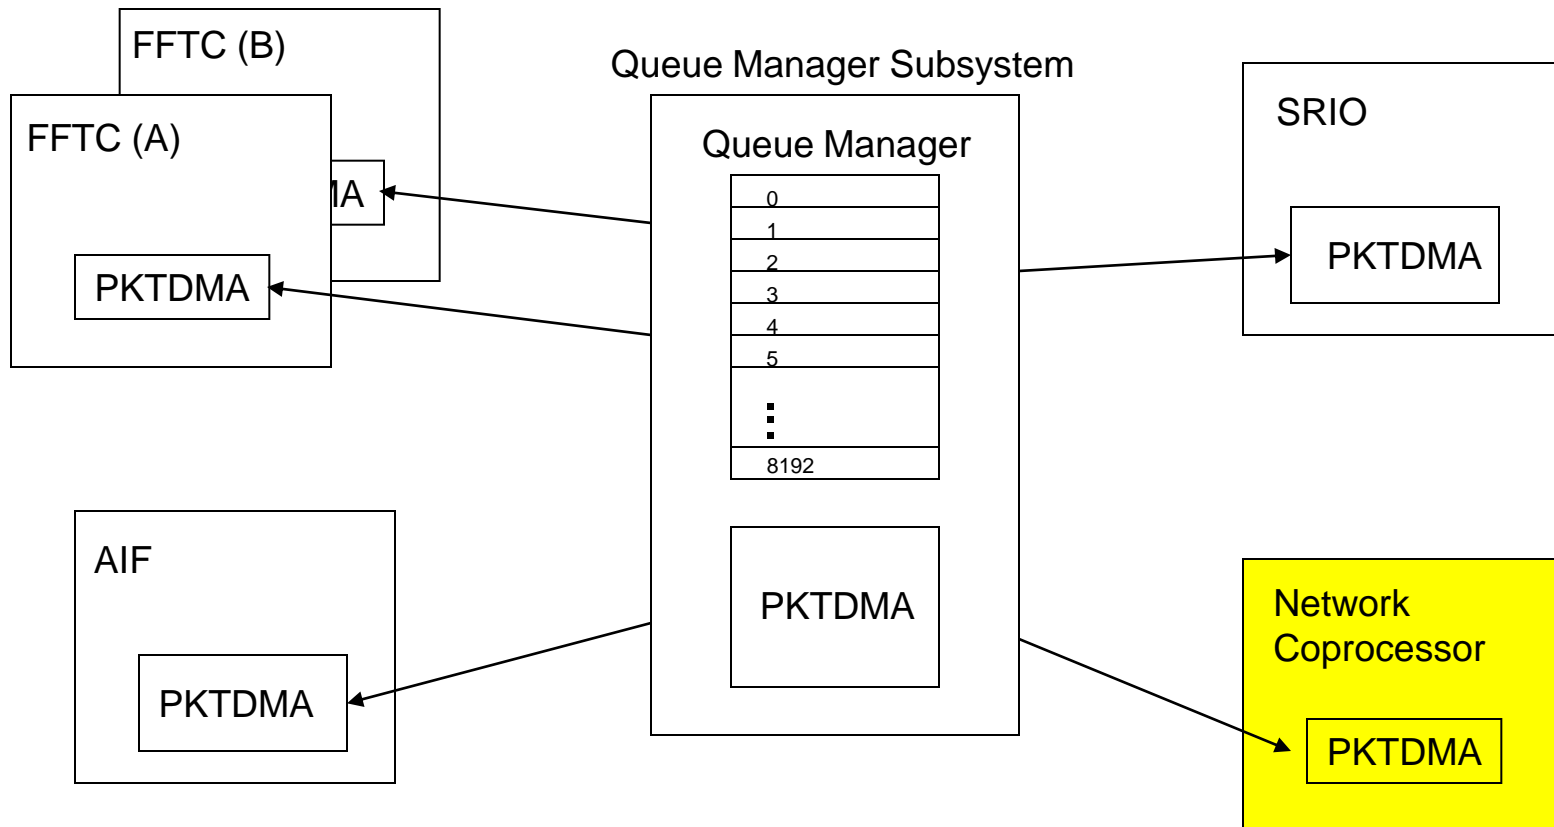 FFTC (B)
FFTC (A)
MA
PKTDMA
Queue Manager Subsystem
Queue Manager
0
1
2
3
4
5
8192
PKTDMA
SRIO
PKTDMA
AIF
PKTDMA
Network
Coprocessor
PKTDMA